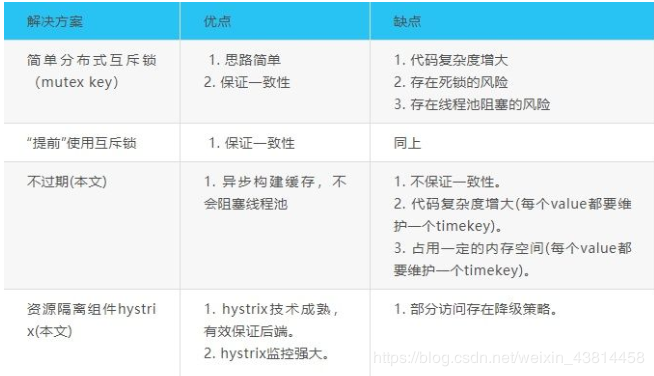 解决方案 优点 缺点
简单分布式互斥锁 1. 思路简单 1. 代码复杂度增大
（mutex key） 2. 保证一致性 2. 存在死锁的风险
3. 存在线程池阻塞的风险
“提前”使用互斥锁 1. 保证一致性 同上
不过期(本文) 1. 异步构建缓存，不 1. 不保证一致性。
会阻塞线程池 2. 代码复杂度增大(每个value都要维
护一个timekey)。
3. 占用一定的内存空间(每个value都
要维护一个timekey)。
资源隔离组件hystri 1. hystrix技术成熟， 1. 部分访问存在降级策略。
x(本文) 有效保证后端。
2. hystrix监控强大。
https://blog.csdn.net/weixin_43814458